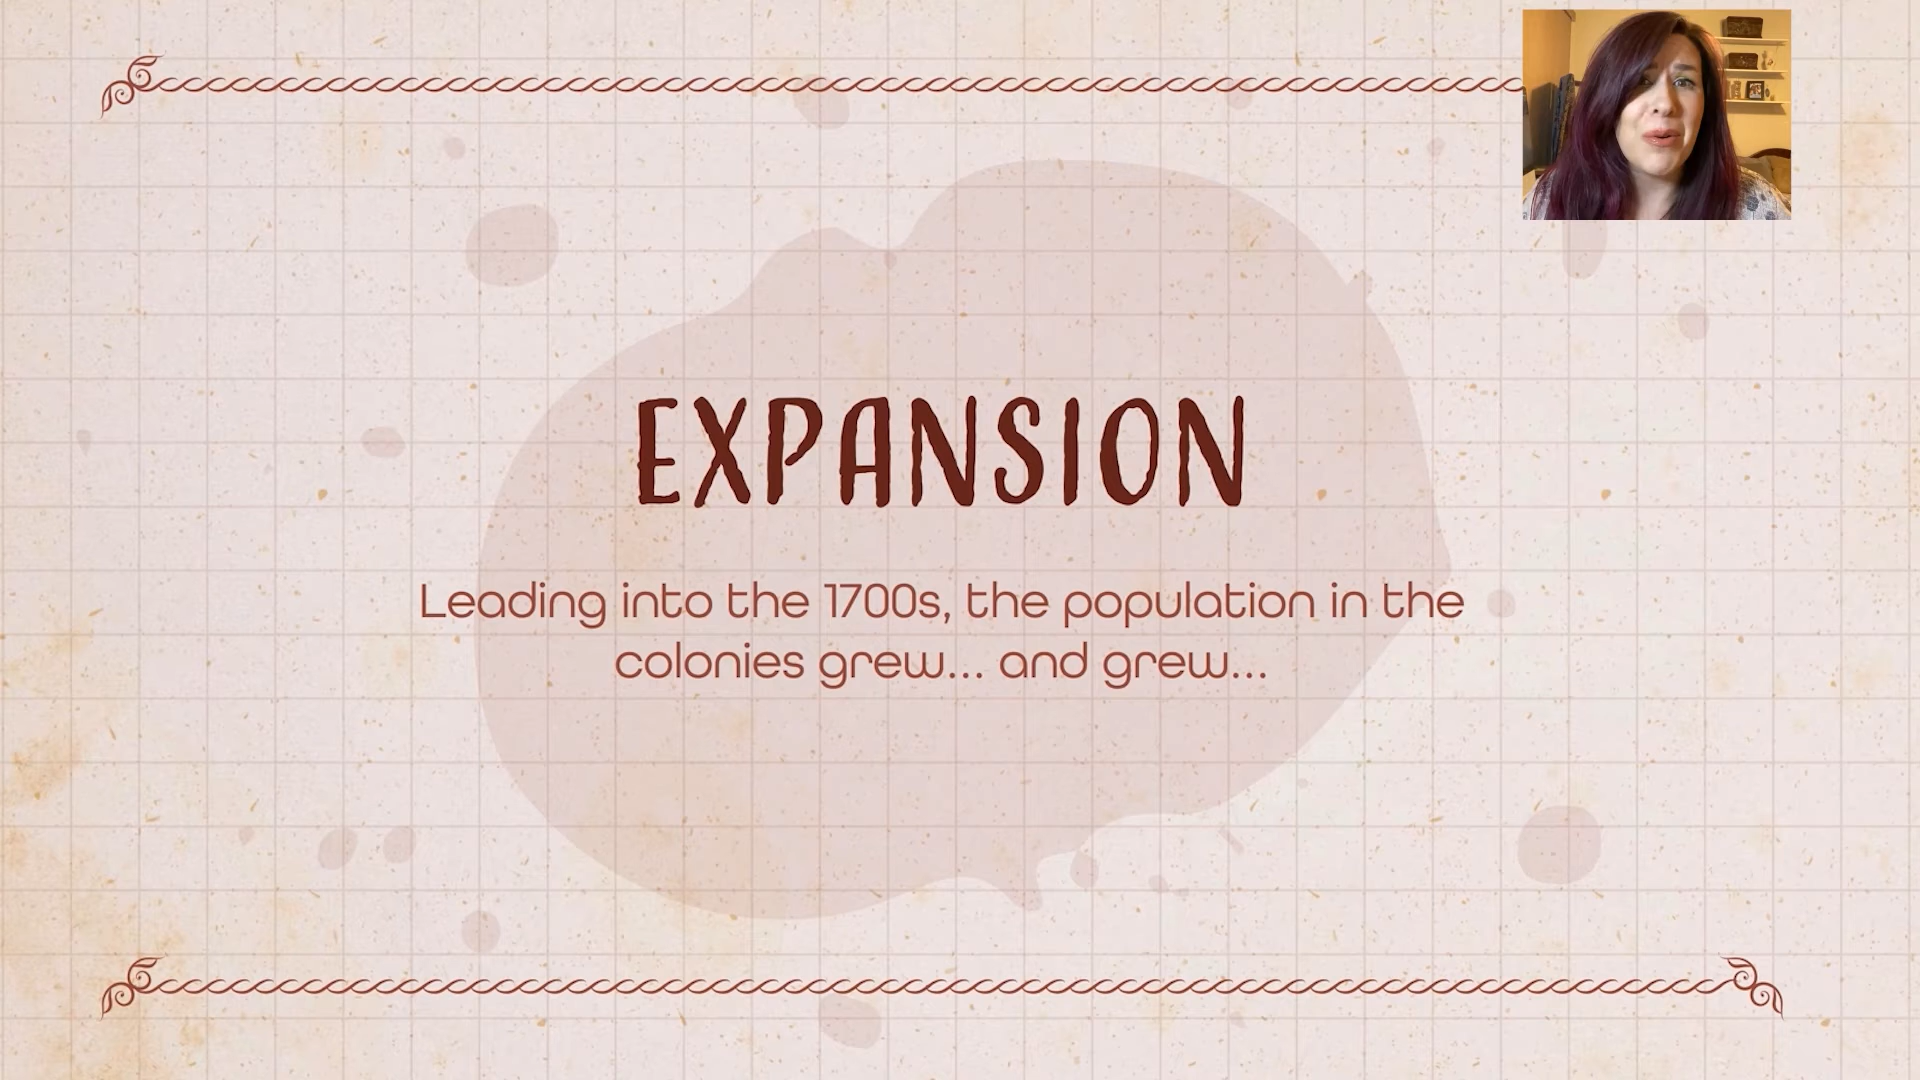 EXPANSION
Leading into the 1700s, the population in the
colonies grew... and grew...